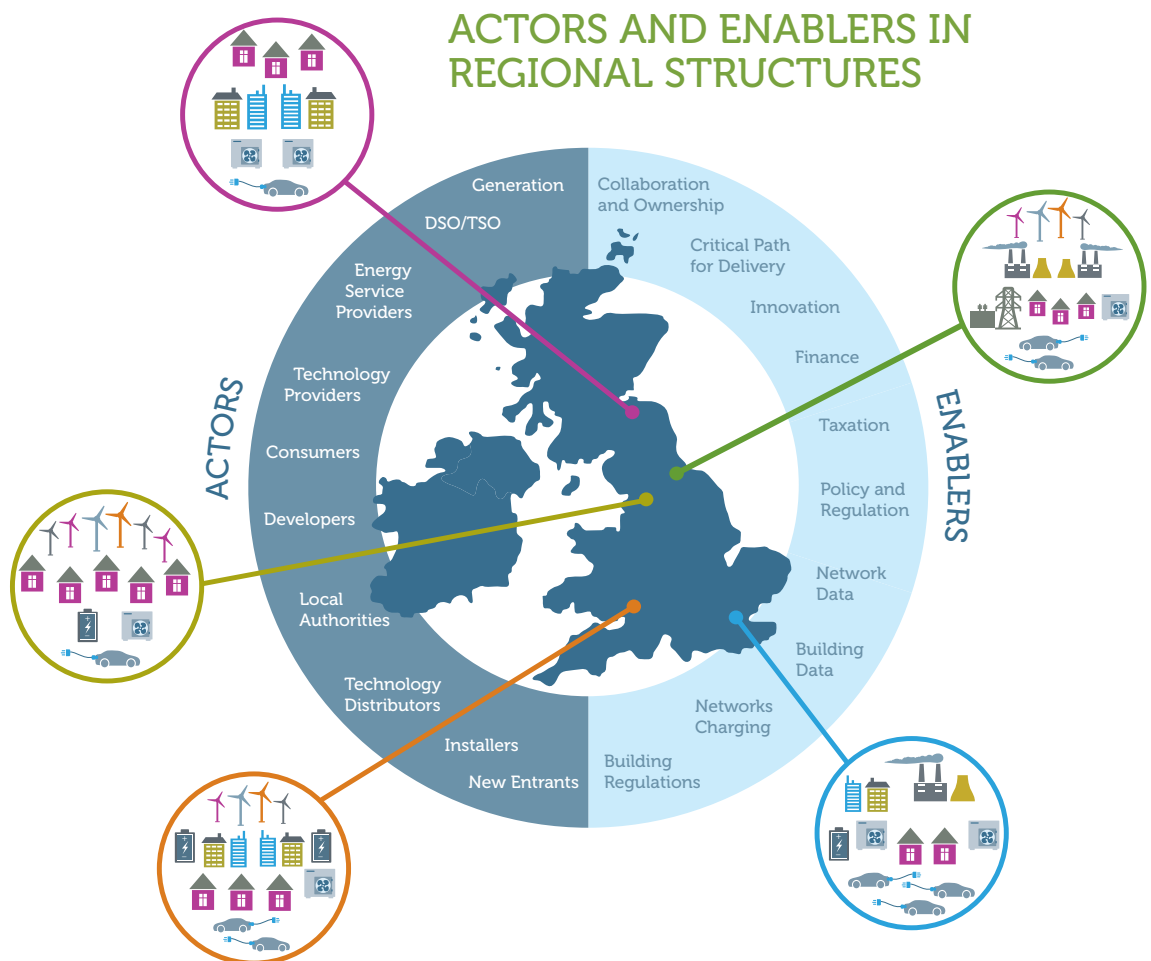 ACTORS AND ENABLERS IN
REGIONAL STRUCTURES
ACTORS
Generation
DSO/TSO
Energy
Service
Providers
Technology
Providers
Consumers
Developers
Local
Authorities
Technology
Distributors
Installers
New Entrants
ENABLERS
Collaboration
and Ownership
Critical Path
for Delivery
Innovation
Finance
Taxation
Policy and
Regulation
Network
Data
Building
Data
Networks
Charging
Building
Regulations